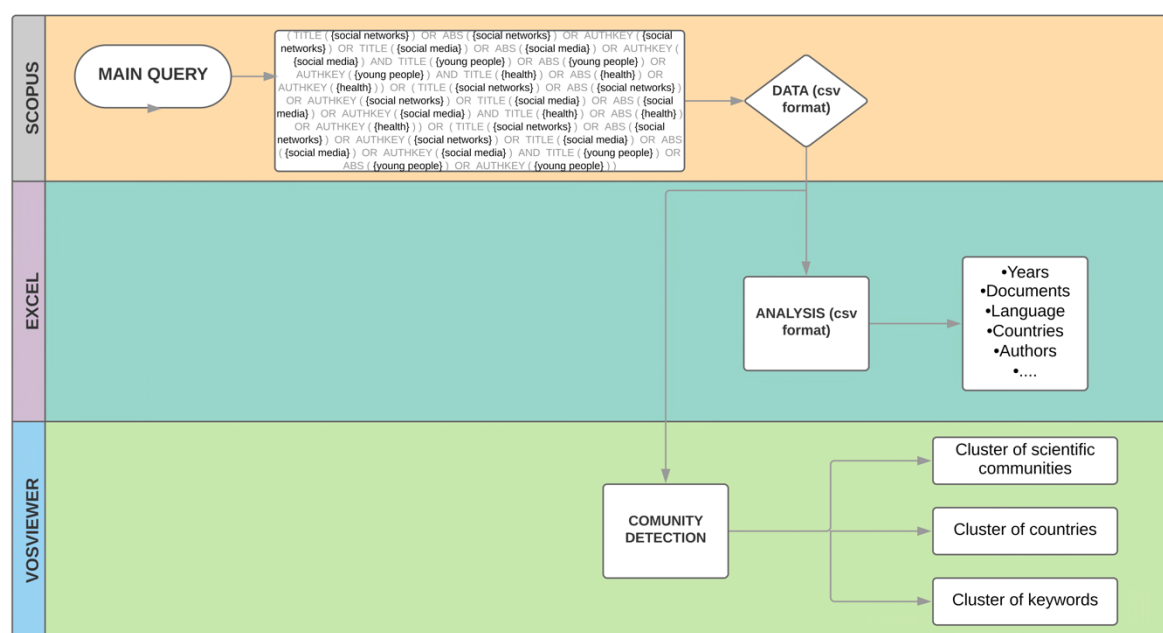 SCOPUS
MAIN QUERY
( TITLE ( {social networks} ) OR ABS ( {social networks} ) OR AUTHKEY ( {social
networks} ) OR TITLE ( {social media} ) OR ABS ( {social media} ) OR AUTHKEY (
{social media} ) AND TITLE ( {young people} ) OR ABS ( {young people} ) OR
AUTHKEY ( {young people} ) AND TITLE ( {health} ) OR ABS ( {health} ) OR
AUTHKEY ( {health} ) ) OR ( TITLE ( {social networks} ) OR ABS ( {social networks} )
OR AUTHKEY ( {social networks} ) OR TITLE ( {social media} ) OR ABS ( {social
media} ) OR AUTHKEY ( {social media} ) AND TITLE ( {health} ) OR ABS ( {health} )
OR AUTHKEY ( {health} ) ) OR ( TITLE ( {social networks} ) OR ABS ( {social
networks} ) OR AUTHKEY ( {social networks} ) OR TITLE ( {social media} ) OR ABS
( {social media} ) OR AUTHKEY ( {social media} ) AND TITLE ( {young people} ) OR
ABS ( {young people} ) OR AUTHKEY ( {young people} ) )
DATA (csv
format)
EXCEL
ANALYSIS (csv
format)
•Years
•Documents
•Language
•Countries
•Authors
•....
VOSVIEWER
COMUNITY
DETECTION
Cluster of scientific
communities
Cluster of countries
Cluster of keywords